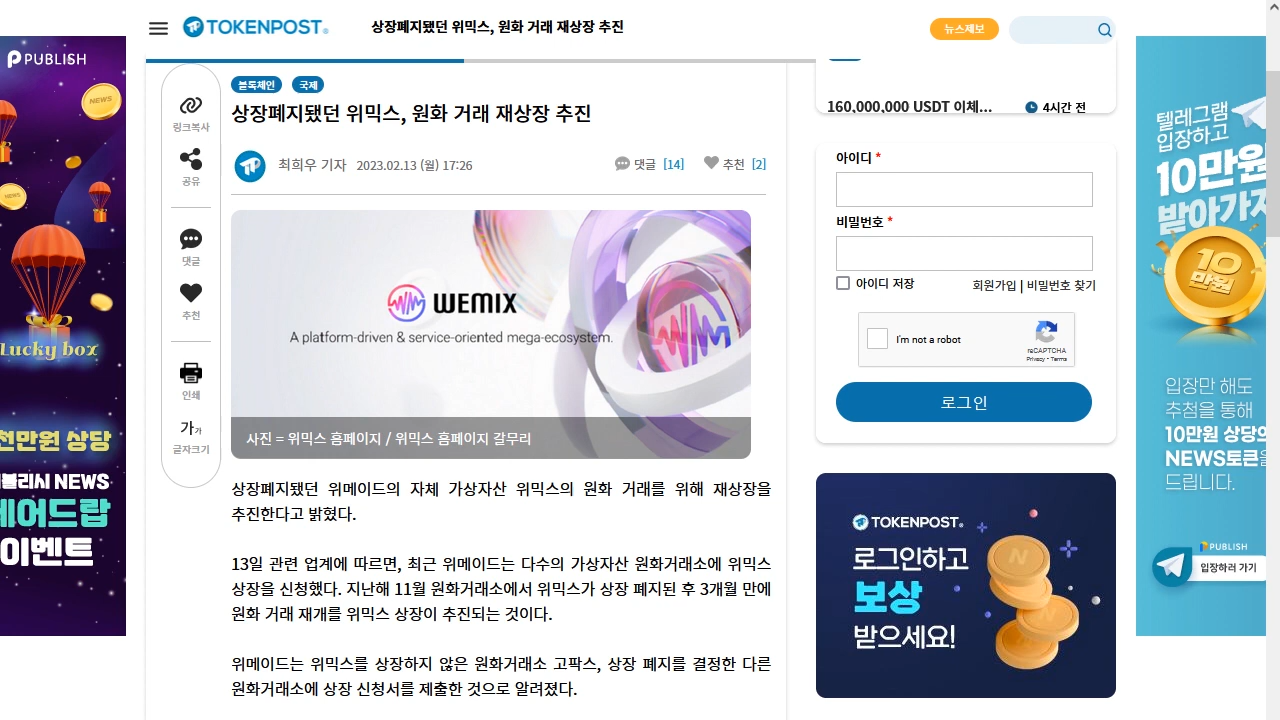 TOKENPOST
상장폐지됐던 위믹스, 원화 거래 재상장 추진
뉴스제보
PUBLISH
NEWS
NEWS
Lucky box
천만원 상당
NEWS
이벤트
링크복사
공유
댓글
추천
인쇄
가가
글자크기
블록체인
국제
상장폐지됐던 위믹스, 원화 거래 재상장 추진
최희우 기자 2023.02.13 (월) 17:26
댓글 [14]
추천 [2]
WEMIX
A platform-driven & service-oriented mega-ecosystem.
사진 = 위믹스 홈페이지 / 위믹스 홈페이지 갈무리
상장폐지됐던 위메이드의 자체 가상자산 위믹스의 원화 거래를 위해 재상장을
추진한다고 밝혔다.
13일 관련 업계에 따르면, 최근 위메이드는 다수의 가상자산 원화거래소에 위믹스
상장을 신청했다. 지난해 11월 원화거래소에서 위믹스가 상장 폐지된 후 3개월 만에
원화 거래 재개를 위믹스 상장이 추진되는 것이다.
위메이드는 위믹스를 상장하지 않은 원화거래소 고팍스, 상장 폐지를 결정한 다른
원화거래소에 상장 신청서를 제출한 것으로 알려졌다.
160,000,000 USDT 이체...
4시간 전
아이디 *
비밀번호 *
아이디 저장
회원가입 | 비밀번호 찾기
I'm not a robot
reCAPTCHA
Privacy - Terms
로그인
TOKENPOST
로그인하고
보상
받으세요!
텔레그램
입장하고
10만원
받아가
10
만원
입장만 해도
추첨을 통해
10만원 상당의
NEWS토큰을
드립니다.
PUBLISH
입장하러 가기